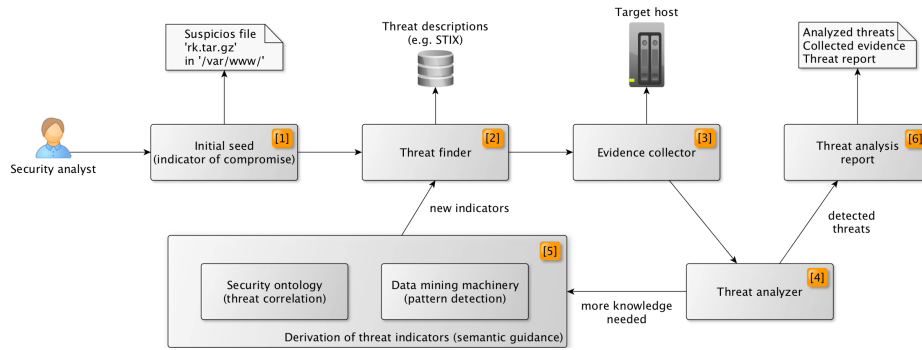 Suspicios file
'rk.tar.gz'
in '/var/www/'
Threat descriptions
(e.g. STIX)
Target host
Analyzed threats
Collected evidence
Threat report
Security analyst
[1]
Initial seed
(indicator of compromise)
[2]
Threat finder
[3]
Evidence collector
[6]
Threat analysis
report
new indicators
detected
threats
[5]
Security ontology
(threat correlation)
Data mining machinery
(pattern detection)
Derivation of threat indicators (semantic guidance)
more knowledge
needed
[4]
Threat analyzer